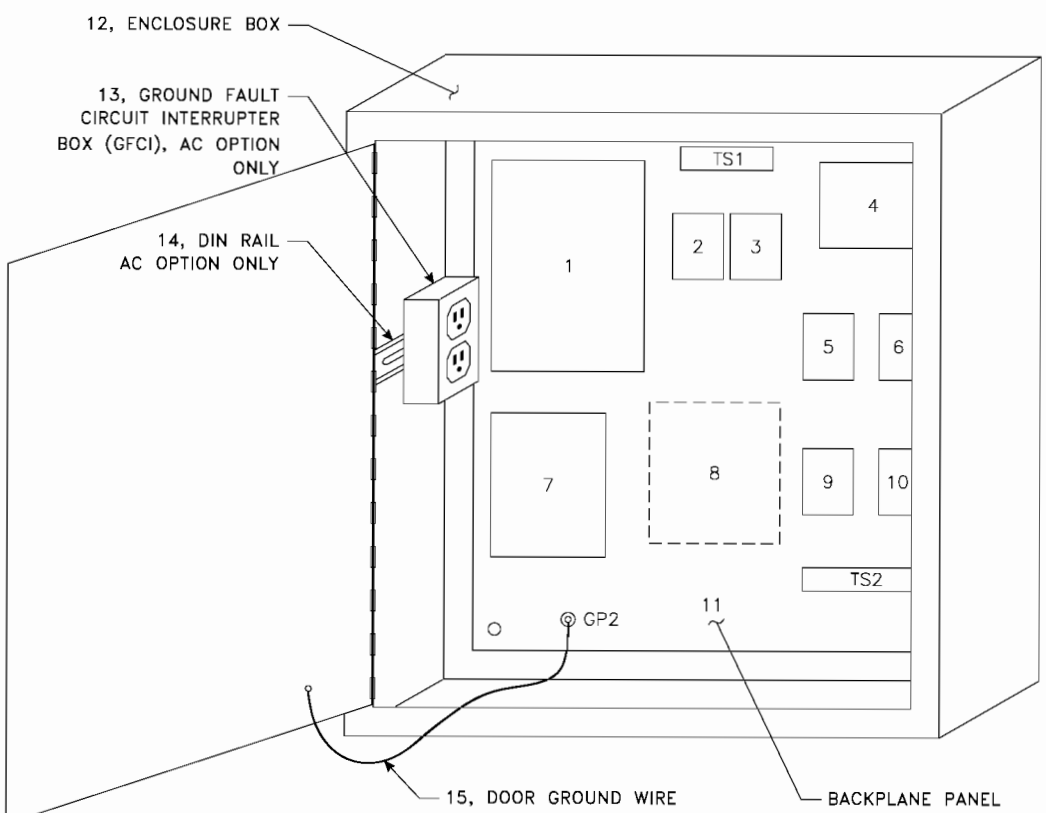 12, ENCLOSURE BOX
13, GROUND FAULT
CIRCUIT INTERRUPTER
BOX (GFCI), AC OPTION
ONLY
14, DIN RAIL
AC OPTION ONLY
TS1
1
2
3
4
5
6
7
8
9
10
TS2
GP2
11
15, DOOR GROUND WIRE
BACKPLANE PANEL